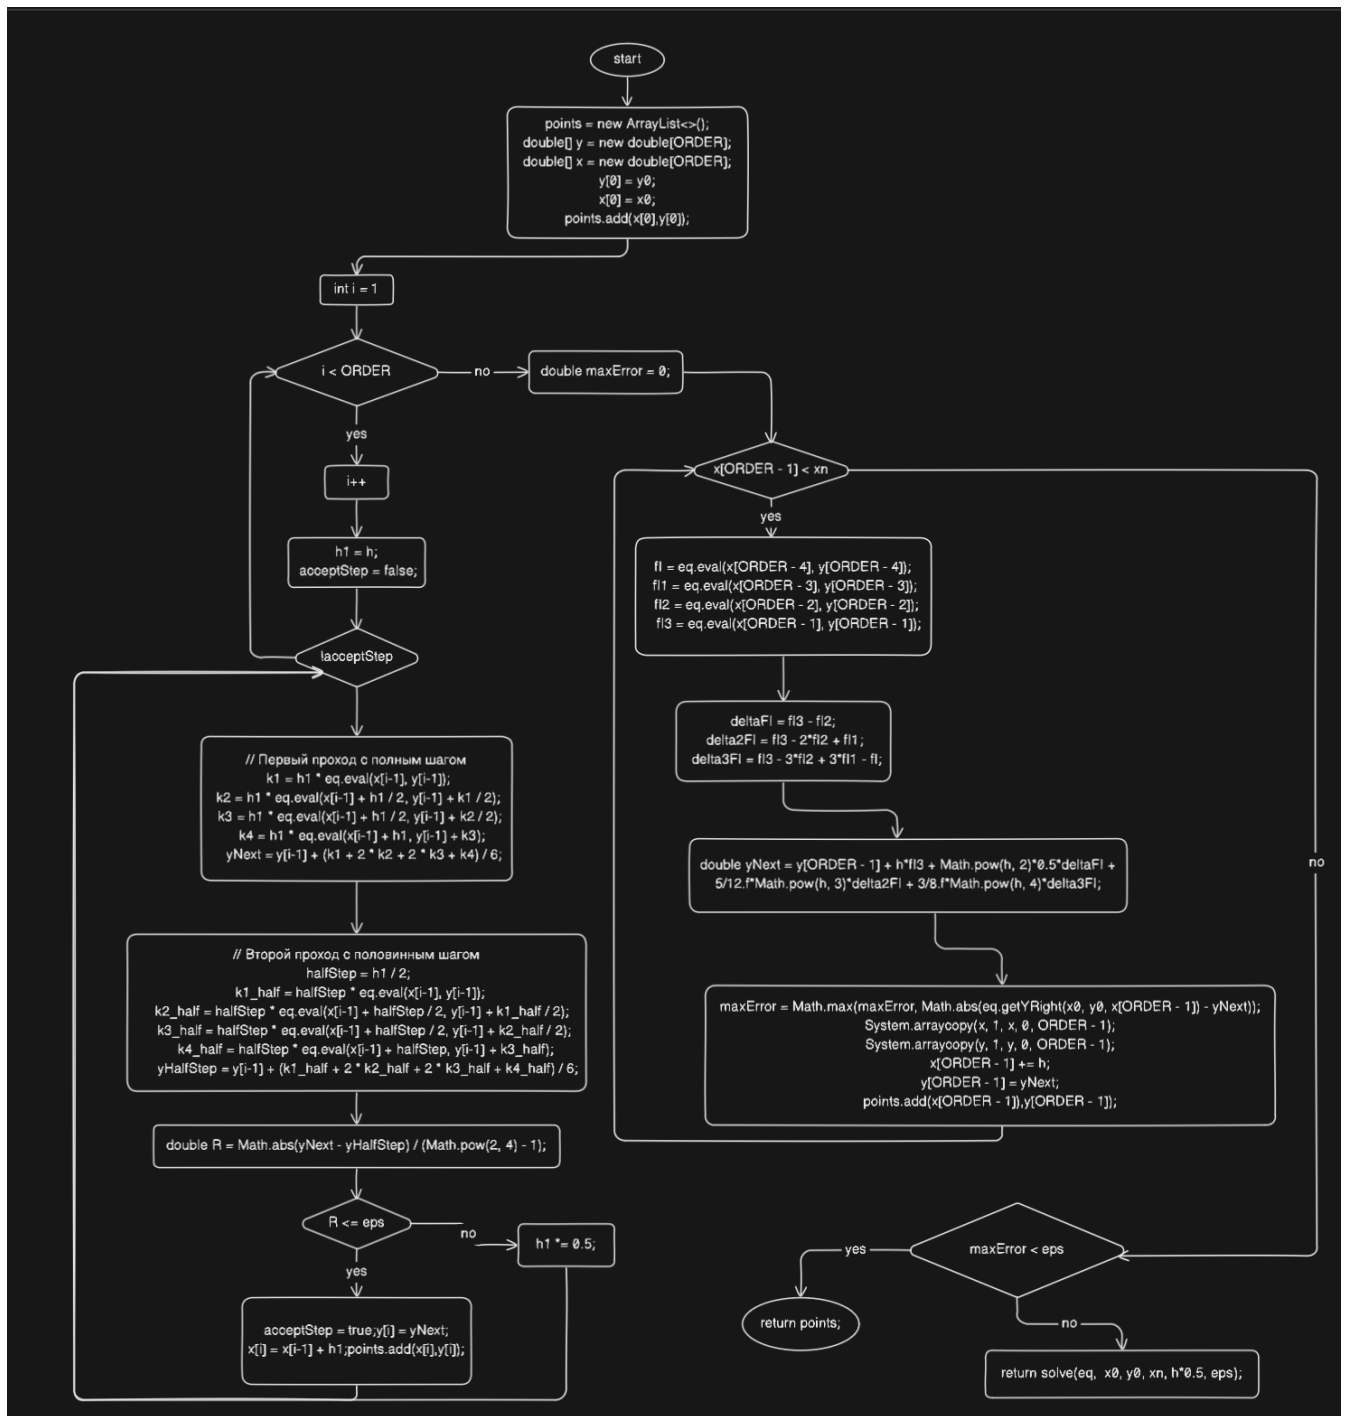 start
points = new ArrayList<>();
double[] y = new double[ORDER];
double[] x = new double[ORDER];
y[0] = y0;
x[0] = x0;
points.add(x[0],y[0]);
int i = 1
i < ORDER
no
double maxError = 0;
yes
i++
h1 = h;
acceptStep = false;
!acceptStep
// Первый проход с полным шагом
k1 = h1 * eq.eval(x[i-1], y[i-1]);
k2 = h1 * eq.eval(x[i-1] + h1 / 2, y[i-1] + k1 / 2);
k3 = h1 * eq.eval(x[i-1] + h1 / 2, y[i-1] + k2 / 2);
k4 = h1 * eq.eval(x[i-1] + h1, y[i-1] + k3);
yNext = y[i-1] + (k1 + 2 * k2 + 2 * k3 + k4) / 6;
// Второй проход с половинным шагом
halfStep = h1 / 2;
k1_half = halfStep * eq.eval(x[i-1], y[i-1]);
k2_half = halfStep * eq.eval(x[i-1] + halfStep / 2, y[i-1] + k1_half / 2);
k3_half = halfStep * eq.eval(x[i-1] + halfStep / 2, y[i-1] + k2_half / 2);
k4_half = halfStep * eq.eval(x[i-1] + halfStep, y[i-1] + k3_half);
yHalfStep = y[i-1] + (k1_half + 2 * k2_half + 2 * k3_half + k4_half) / 6;
double R = Math.abs(yNext - yHalfStep) / (Math.pow(2, 4) - 1);
R <= eps
no
h1 *= 0.5;
yes
acceptStep = true;y[i] = yNext;
x[i] = x[i-1] + h1;points.add(x[i],y[i]);
x[ORDER - 1] < xn
yes
fI = eq.eval(x[ORDER - 4], y[ORDER - 4]);
fI1 = eq.eval(x[ORDER - 3], y[ORDER - 3]);
fI2 = eq.eval(x[ORDER - 2], y[ORDER - 2]);
fI3 = eq.eval(x[ORDER - 1], y[ORDER - 1]);
deltaFI = fI3 - fI2;
delta2FI = fI3 - 2*fI2 + fI1;
delta3FI = fI3 - 3*fI2 + 3*fI1 - fI;
double yNext = y[ORDER - 1] + h*fI3 + Math.pow(h, 2)*0.5*deltaFI +
5/12.f*Math.pow(h, 3)*delta2FI + 3/8.f*Math.pow(h, 4)*delta3FI;
maxError = Math.max(maxError, Math.abs(eq.getYRight(x0, y0, x[ORDER - 1]) - yNext));
System.arraycopy(x, 1, x, 0, ORDER - 1);
System.arraycopy(y, 1, y, 0, ORDER - 1);
x[ORDER - 1] += h;
y[ORDER - 1] = yNext;
points.add(x[ORDER - 1]),y[ORDER - 1]);
no
maxError < eps
yes
return points;
no
return solve(eq, x0, y0, xn, h*0.5, eps);